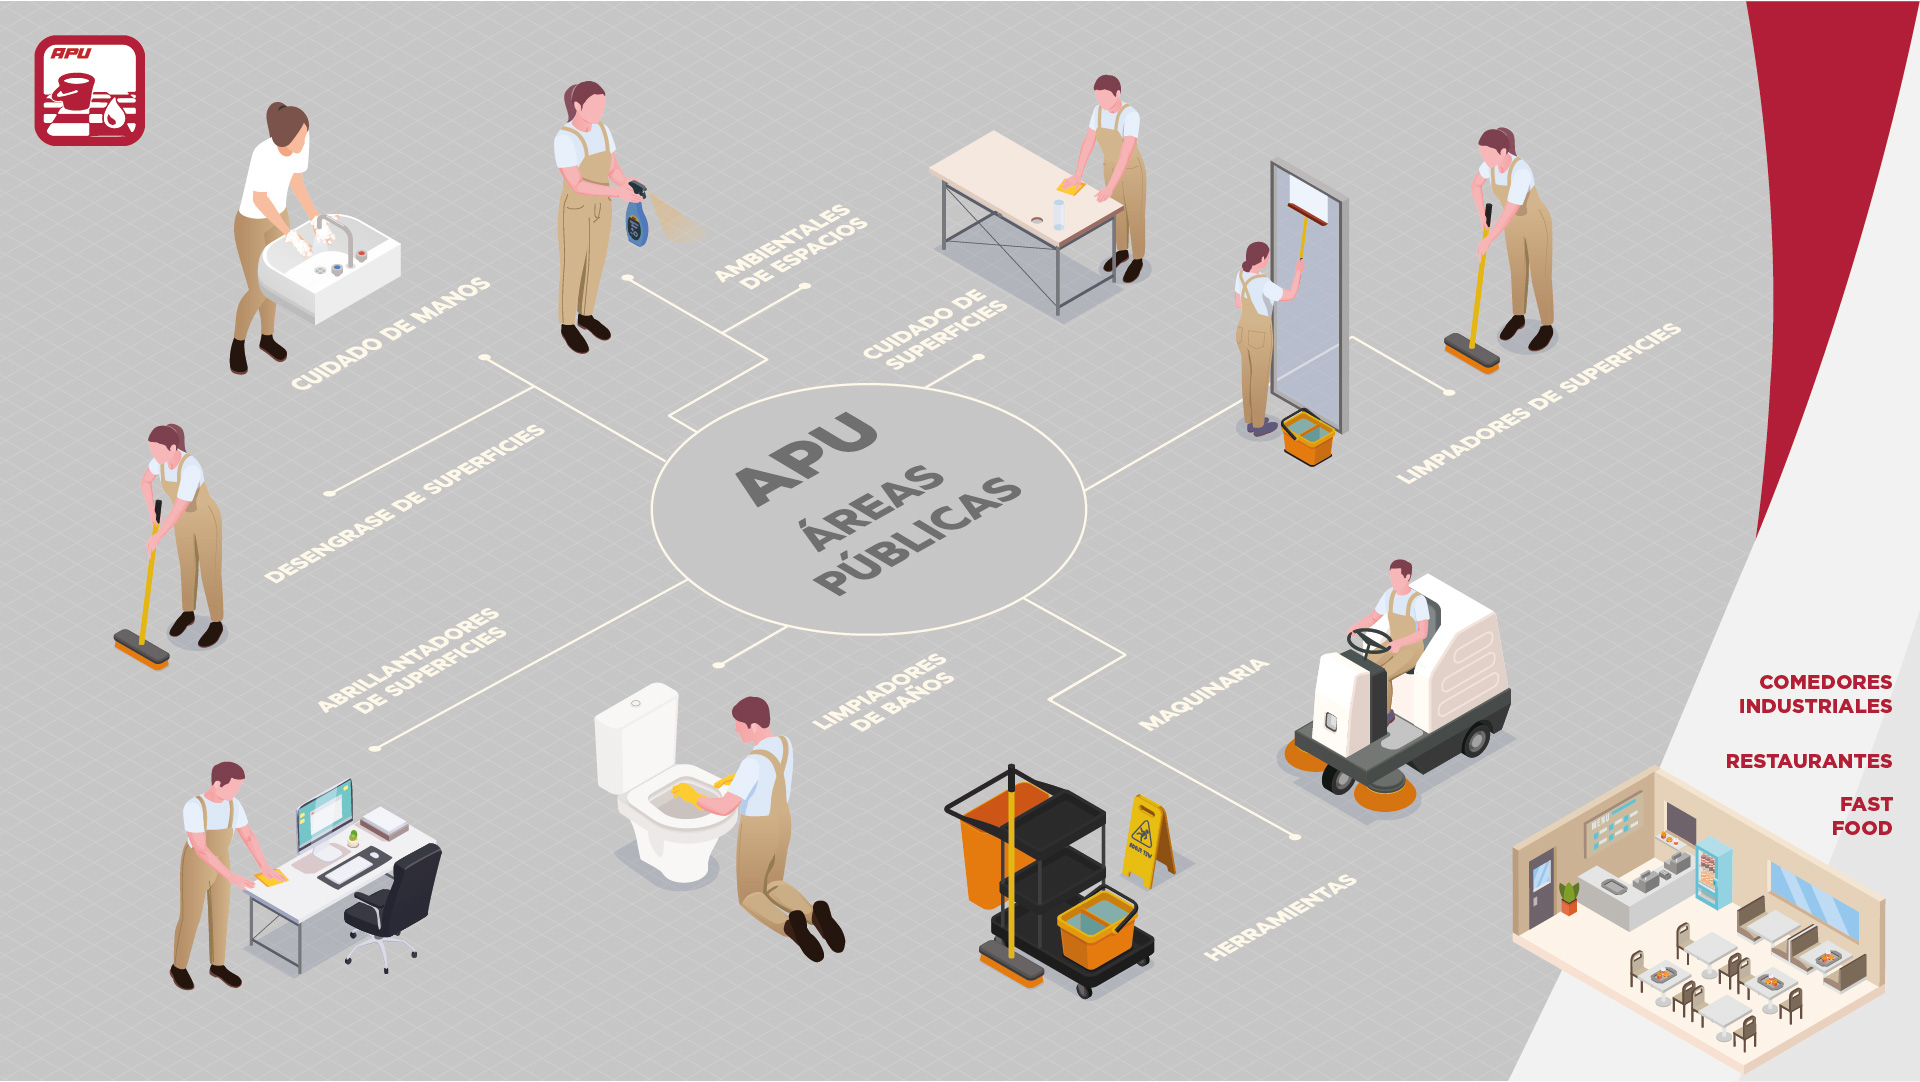 APU
AMBIENTALES
DE ESPACIOS
CUIDADO DE MANOS
CUIDADO DE
SUPERFICIES
LIMPIADORES DE SUPERFICIES
DESENGRASE DE SUPERFICIES
APU
ÁREAS
PÚBLICAS
ABRILLANTADORES
DE SUPERFICIES
LIMPIADORES
DE BAÑOS
MAQUINARIA
HERRAMIENTAS
COMEDORES
INDUSTRIALES
RESTAURANTES
FAST
FOOD
MENU